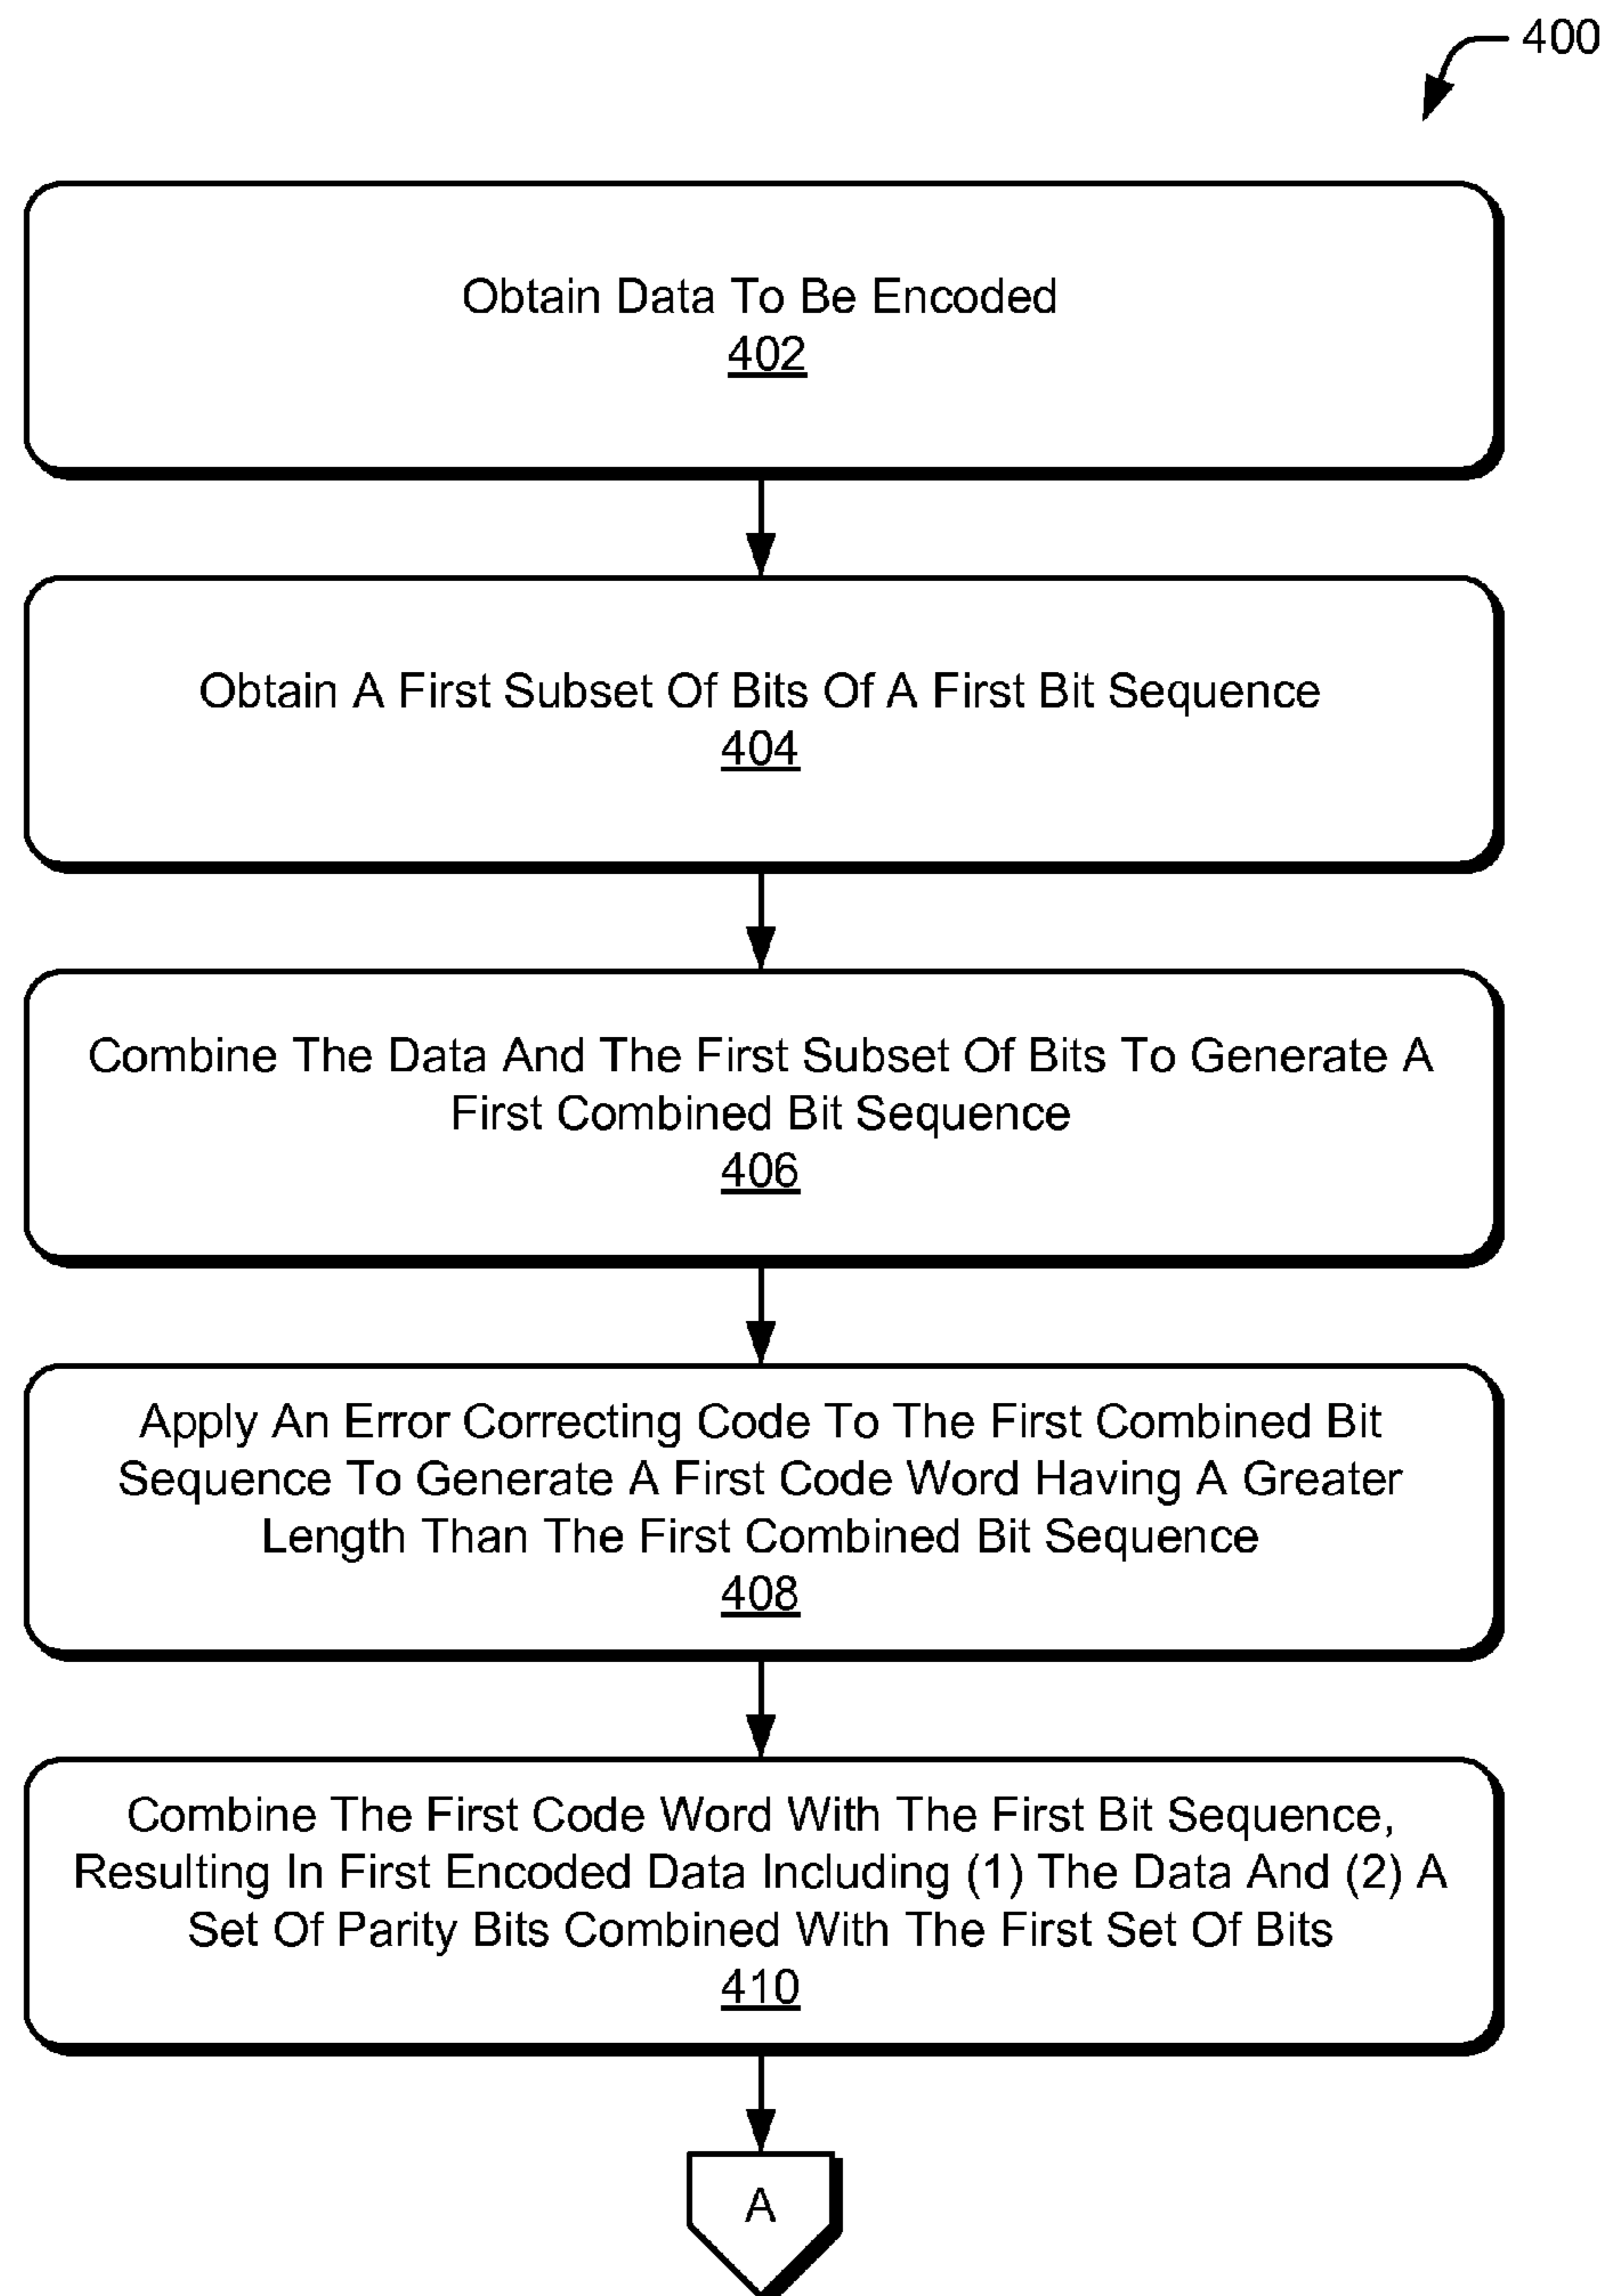 400
Obtain Data To Be Encoded
402
Obtain A First Subset Of Bits Of A First Bit Sequence
404
Combine The Data And The First Subset Of Bits To Generate A
First Combined Bit Sequence
406
Apply An Error Correcting Code To The First Combined Bit
Sequence To Generate A First Code Word Having A Greater
Length Than The First Combined Bit Sequence
408
Combine The First Code Word With The First Bit Sequence,
Resulting In First Encoded Data Including (1) The Data And (2) A
Set Of Parity Bits Combined With The First Set Of Bits
410
A